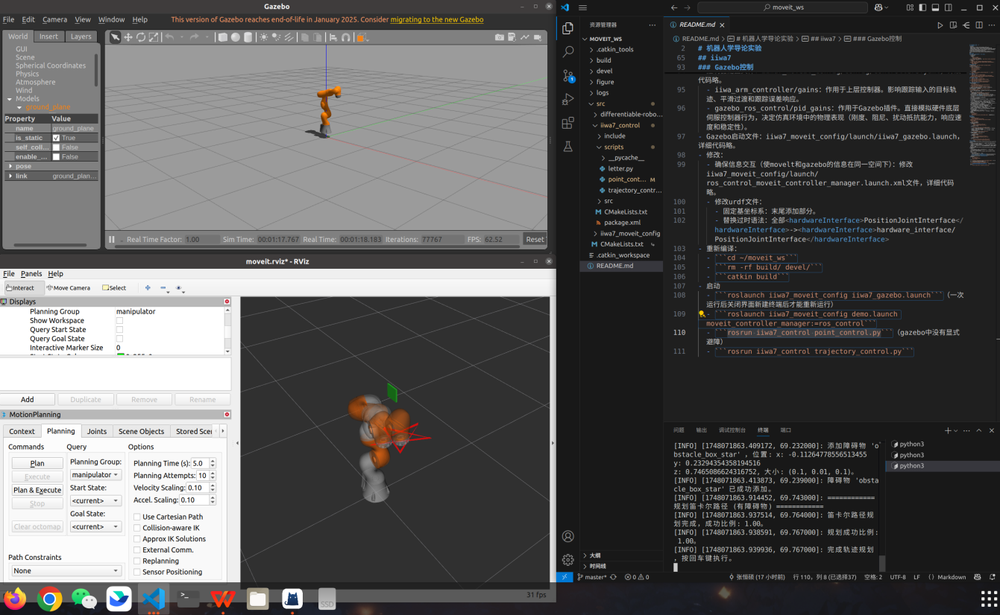 Gazebo
File Edit Camera View Window Help
This version of Gazebo reaches end-of-life in January 2025. Consider migrating to the new Gazebo
World Insert Layers
GUI
Scene
Spherical Coordinates
Physics
Atmosphere
Wind
Models
ground_plane
Property Value
name ground_plane
is_static True
self_coll... False
enable_... False
pose
link ground_plan...
Real Time Factor: 1.00 Sim Time: 00:01:17.767 Real Time: 00:01:18.183 Iterations: 77767 FPS: 62.52 Reset
moveit.rviz* - RViz
File Panels Help
Interact Move Camera Select
Displays
Planning Group manipulator
Show Workspace
Query Start State
Query Goal State
Interactive Marker Size 0
Add Duplicate Remove Rename
MotionPlanning
Context Planning Joints Scene Objects Stored Scer
Commands Query Options
Plan
Execute
Plan & Execute
Stop
Clear octomap
Planning Group:
manipulator
Start State:
<current>
Goal State:
<current>
Planning Time (s): 5.0
Planning Attempts: 10
Velocity Scaling: 0.10
Accel. Scaling: 0.10
Use Cartesian Path
Collision-aware IK
Approx IK Solutions
External Comm.
Replanning
Sensor Positioning
Path Constraints
None
31 fps
SSD
moveit_ws
资源管理器
MOVEIT_WS
.catkin_tools
build
devel
figure
logs
src
differentiable-robo...
iiwa7_control
include
scripts
__pycache__
letter.py
point_cont... M
trajectory_contr...
src
CMakeLists.txt
package.xml
iiwa7_moveit_config
CMakeLists.txt
.catkin_workspace
README.md
大纲
时间线
README.md
README.md > # 机器人学导论实验 > ## iiwa7 > ### Gazebo控制
2 # 机器人学导论实验
65 ## iiwa7
93 ### Gazebo控制
代码略。
95 - iiwa_arm_controller/gains: 作用于上层控制器。影响跟踪输入的目标轨
迹、平滑过渡和跟踪误差响应。
96 - gazebo_ros_control/pid_gains: 作用于Gazebo插件。直接模拟硬件底层
伺服控制器行为，决定仿真环境中的物理表现（刚度、阻尼、扰动抵抗能力，响应速
度和稳定性）。
97 - Gazebo启动文件: iiwa7_moveit_config/launch/iiwa7_gazebo.launch，
详细代码略。
98 - 修改:
99 - 确保信息交互（使moveIt和gazebo的信息在同一空间下）：修改
iiwa7_moveit_config/launch/
ros_control_moveit_controller_manager.launch.xml文件，详细代码
略。
100 - 修改urdf文件:
101 - 固定基坐标系: 末尾添加部分。
102 - 替换过时语法: 全部<hardwareInterface>PositionJointInterface</
hardwareInterface>-><hardwareInterface>hardware_interface/
PositionJointInterface</hardwareInterface>
103 - 重新编译:
104 - ```cd ~/moveit_ws```
105 - ```rm -rf build/ devel/```
106 - ```catkin build```
107 - 启动
108 - ```roslaunch iiwa7_moveit_config iiwa7_gazebo.launch```（一次
运行后关闭界面新建终端后才能重新运行）
109 - ```roslaunch iiwa7_moveit_config demo.launch
moveit_controller_manager:=ros_control```
110 - ```rosrun iiwa7_control point_control.py```（gazebo中没有显式
避障）
111 - ```rosrun iiwa7_control trajectory_control.py```
问题 输出 调试控制台 终端 端口
[INFO] [1748071863.409172, 69.232000]: 添加障碍物 'o
bstacle_box_star' ，位置: x: -0.11264778556513455
y: 0.23294354358194516
z: 0.7465086624316752, 大小: (0.1, 0.01, 0.1)。
[INFO] [1748071863.413873, 69.239000]: 障碍物 'obsta
cle_box_star' 已成功添加。
[INFO] [1748071863.914452, 69.743000]: ============
规划笛卡尔路径 (有障碍物) ============
[INFO] [1748071863.937514, 69.764000]: 笛卡尔路径规
划完成，成功比例: 1.00。
[INFO] [1748071863.938591, 69.767000]: 规划成功比例:
1.00。
[INFO] [1748071863.939936, 69.767000]: 完成轨迹规划
，按回车键执行。
python3
python3
python3
master* 0 0 张恒硕 (17 小时前) 行 110, 列 8 (已选择37) 空格: 2 UTF-8 LF Markdown